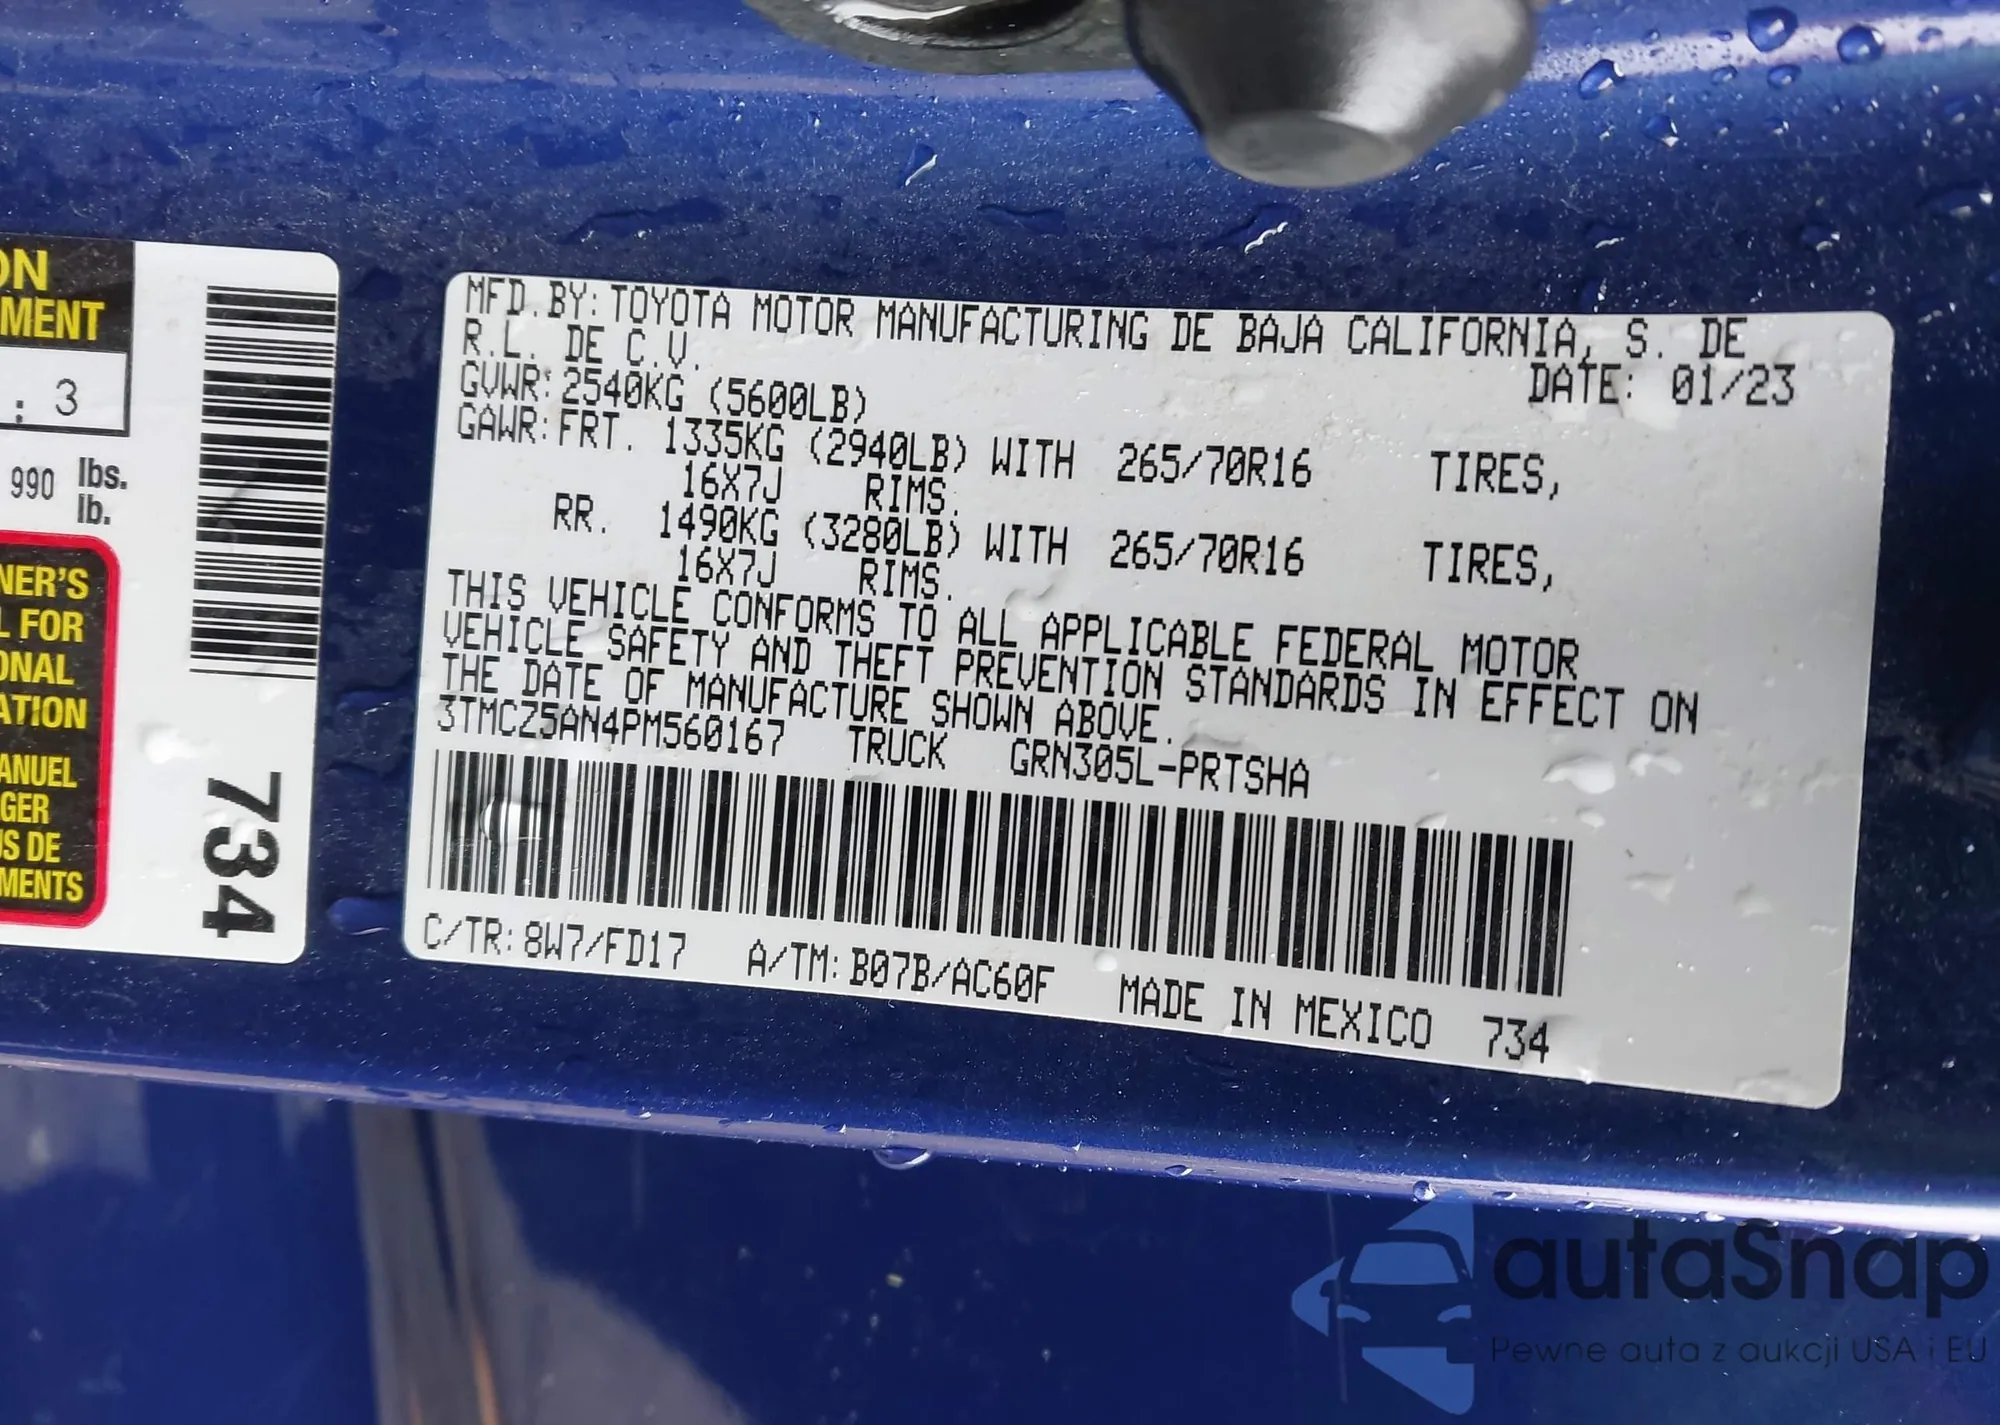 ON
MENT
: 3
990 lbs.
lb.
NER'S
L FOR
ONAL
ATION
ANUEL
GER
US DE
MENTS
734
MFD.BY:TOYOTA MOTOR MANUFACTURING DE BAJA CALIFORNIA, S. DE
R.L. DE C.V.
DATE: 01/23
GVWR:2540KG (5600LB)
GAWR:FRT. 1335KG (2940LB) WITH 265/70R16 TIRES,
16X7J RIMS.
RR. 1490KG (3280LB) WITH 265/70R16 TIRES,
16X7J RIMS.
THIS VEHICLE CONFORMS TO ALL APPLICABLE FEDERAL MOTOR
VEHICLE SAFETY AND THEFT PREVENTION STANDARDS IN EFFECT ON
THE DATE OF MANUFACTURE SHOWN ABOVE.
3TMCZ5AN4PM560167 TRUCK GRN305L-PRTSHA
C/TR:8W7/FD17 A/TM:B07B/AC60F MADE IN MEXICO 734
autaSnap
Pewne auta z aukcji USA i EU